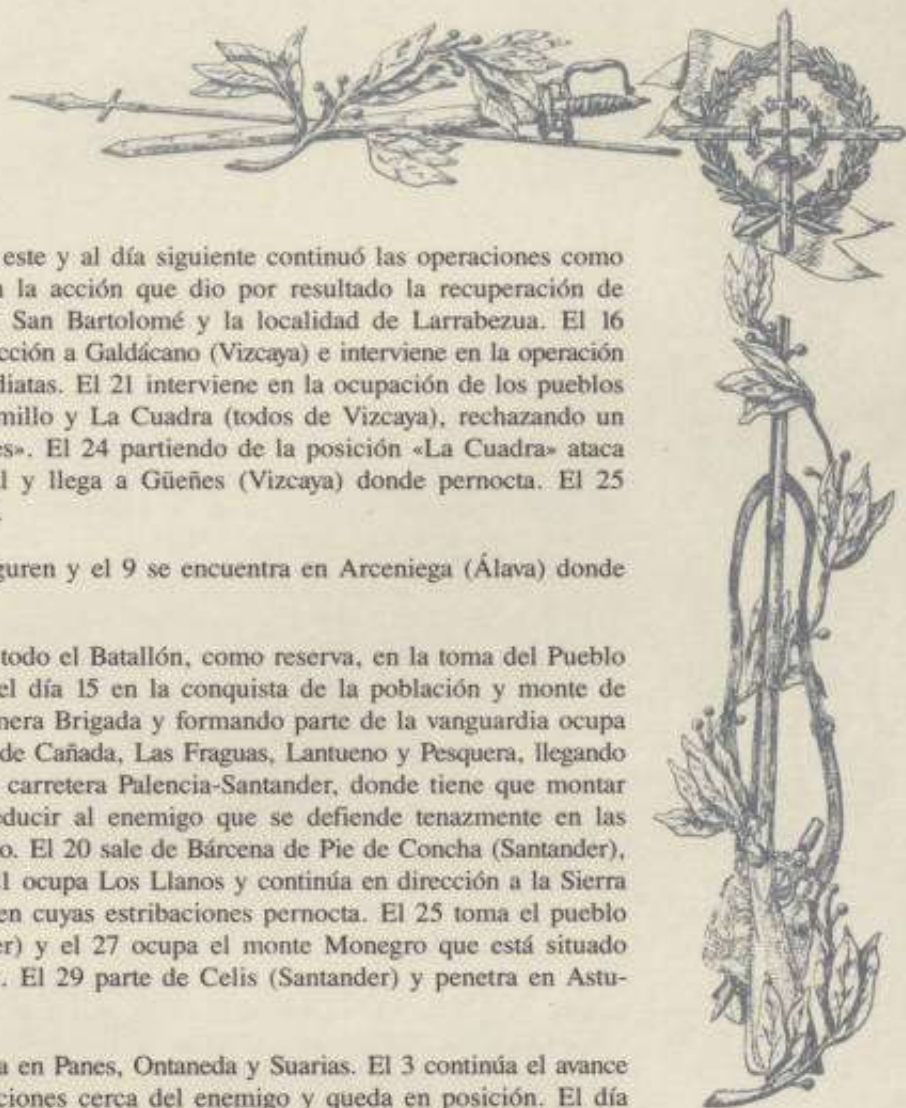 este y al día siguiente continuó las operaciones como
la acción que dio por resultado la recuperación de
San Bartolomé y la localidad de Larrabezua. El 16
cción a Galdácano (Vizcaya) e interviene en la operación
diatas. El 21 interviene en la ocupación de los pueblos
millo y La Cuadra (todos de Vizcaya), rechazando un
es». El 24 partiendo de la posición «La Cuadra» ataca
l y llega a Güeñes (Vizcaya) donde pernocta. El 25
guren y el 9 se encuentra en Arceniega (Álava) donde
todo el Batallón, como reserva, en la toma del Pueblo
el día 15 en la conquista de la población y monte de
mera Brigada y formando parte de la vanguardia ocupa
de Cañada, Las Fraguas, Lantueno y Pesquera, llegando
carretera Palencia-Santander, donde tiene que montar
educir al enemigo que se defiende tenazmente en las
o. El 20 sale de Bárcena de Pie de Concha (Santander),
1 ocupa Los Llanos y continúa en dirección a la Sierra
en cuyas estribaciones pernocta. El 25 toma el pueblo
er) y el 27 ocupa el monte Monegro que está situado
. El 29 parte de Celis (Santander) y penetra en Astu-
a en Panes, Ontaneda y Suarias. El 3 continúa el avance
ciones cerca del enemigo y queda en posición. El día